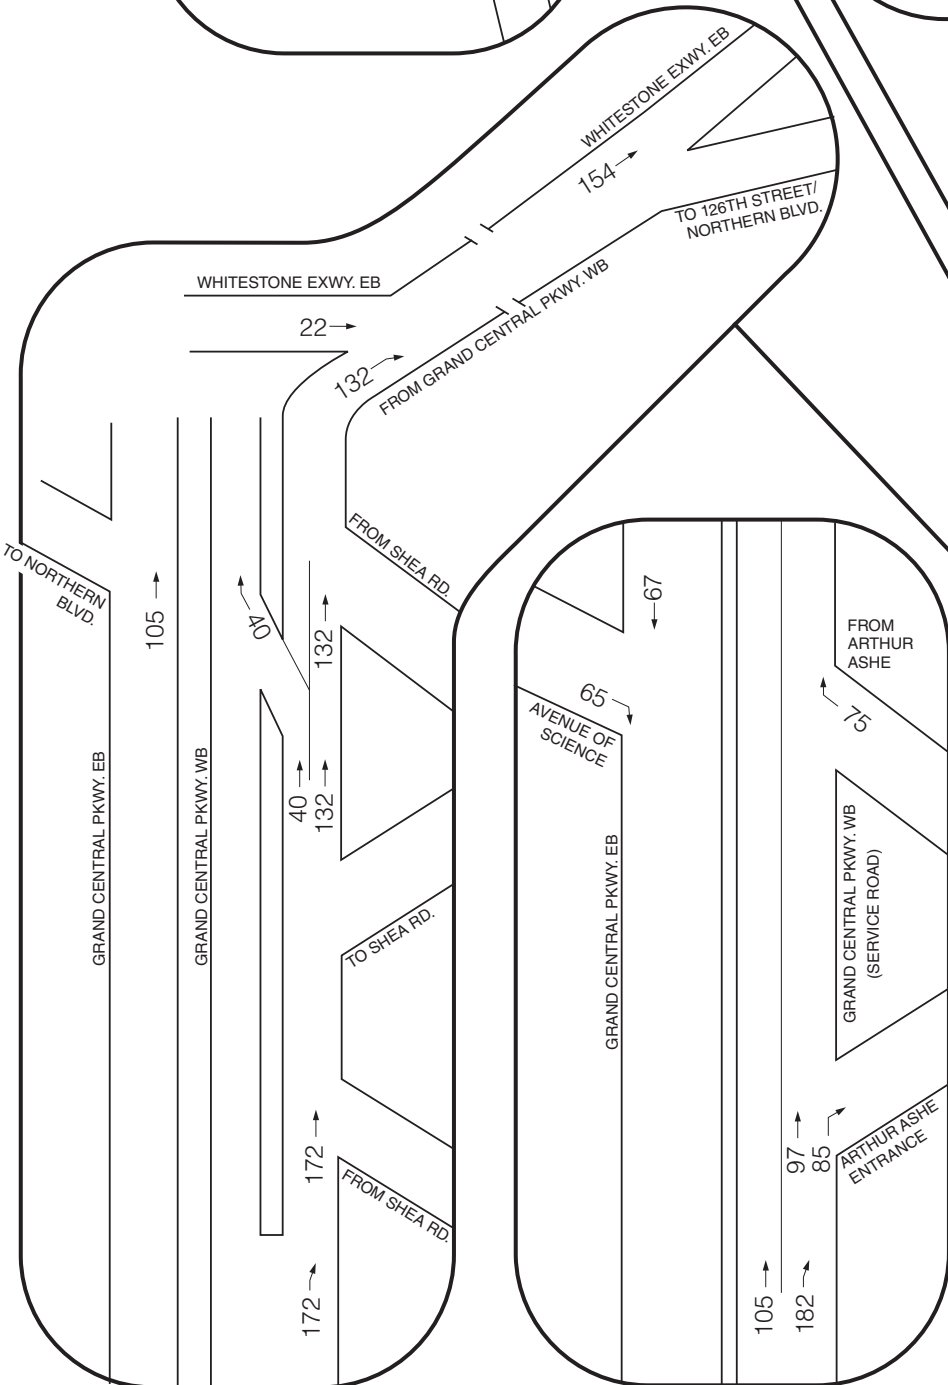 WHITESTONE EXWY. EB
154
TO 126TH STREET/
NORTHERN BLVD.
WHITESTONE EXWY. EB
22
132
FROM GRAND CENTRAL PKWY. WB
FROM SHEA RD.
TO NORTHERN
BLVD.
105
40
132
GRAND CENTRAL PKWY. EB
GRAND CENTRAL PKWY. WB
40
132
TO SHEA RD.
172
FROM SHEA RD.
172
67
FROM
ARTHUR
ASHE
65
AVENUE OF
SCIENCE
75
GRAND CENTRAL PKWY. EB
GRAND CENTRAL PKWY. WB
(SERVICE ROAD)
97
85
ARTHUR ASHE
ENTRANCE
105
182